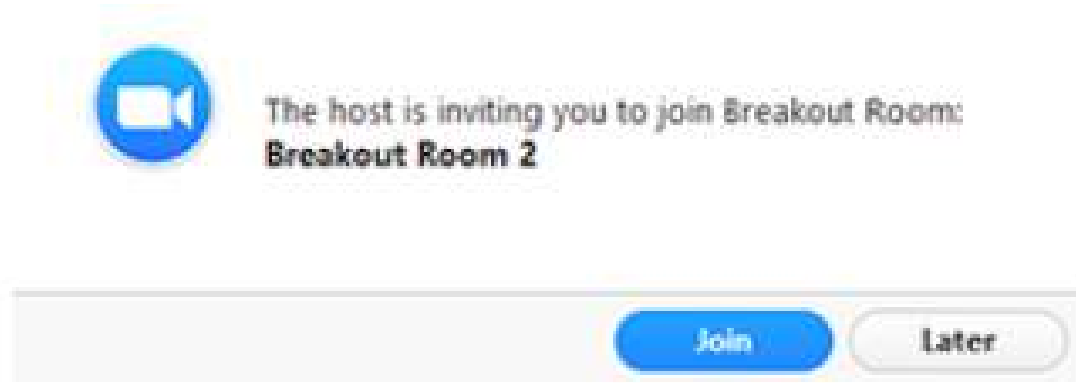 The host is inviting you to join Breakout Room:
Breakout Room 2
Join
Later